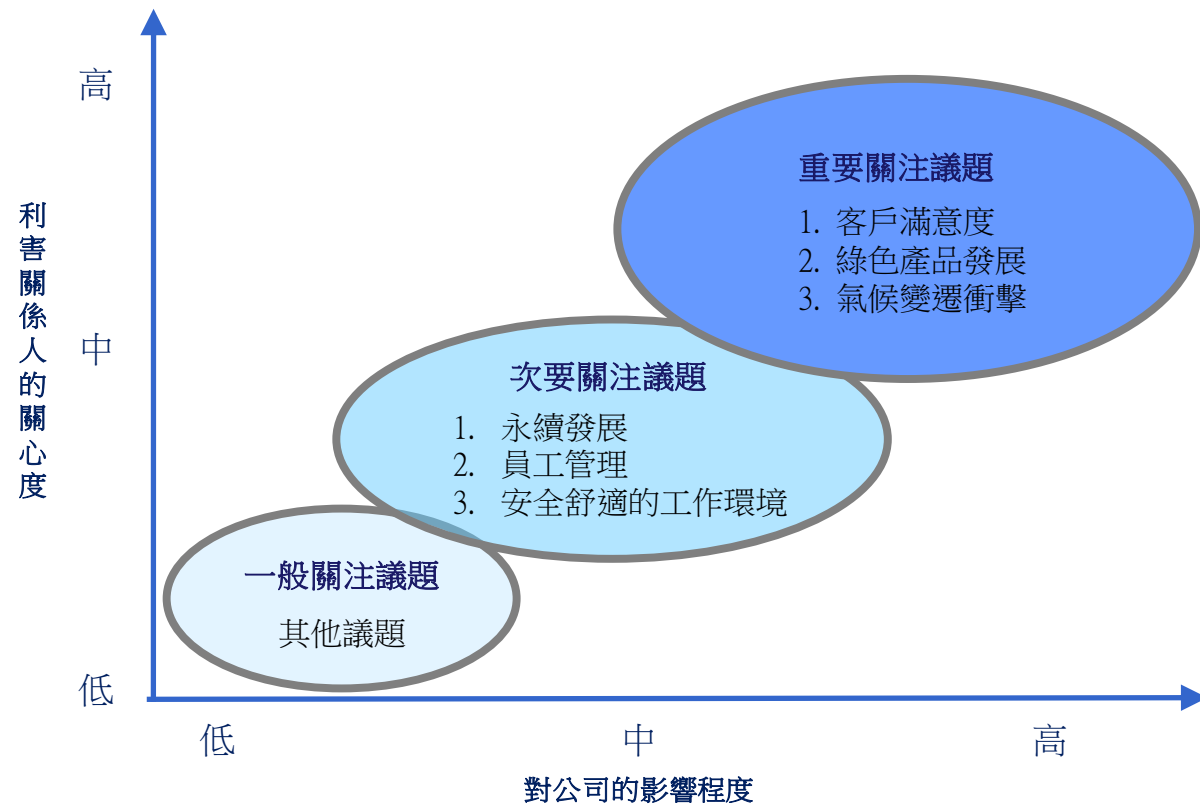 高
重要關注議題
1. 客戶滿意度
2. 綠色產品發展
3. 氣候變遷衝擊
利害關係人的關心度
中
次要關注議題
1. 永續發展
2. 員工管理
3. 安全舒適的工作環境
一般關注議題
其他議題
低
低
中
高
對公司的影響程度